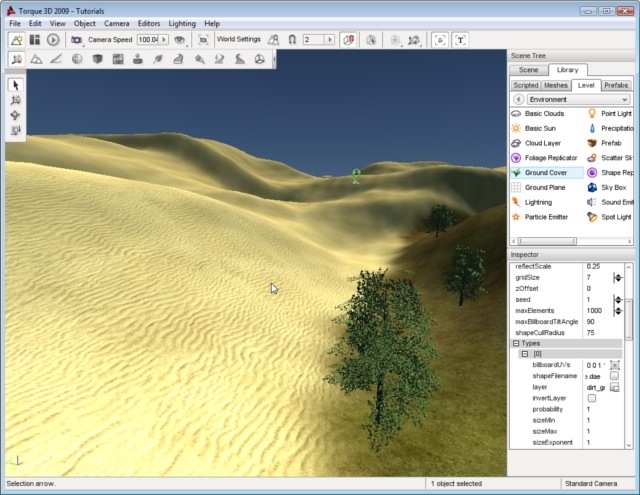 Torque 3D 2009 - Tutorials
File Edit View Object Camera Editors Lighting Help
Camera Speed 100.04 World Settings 2
Scene Tree
Scene Library
Scripted Meshes Level Prefabs
Environment
Basic Clouds Point Light
Basic Sun Precipitatio
Cloud Layer Prefab
Foliage Replicator Scatter Sk
Ground Cover Shape Rep
Ground Plane Sky Box
Lightning Sound Emit
Particle Emitter Spot Light
Inspector
reflectScale 0.25
gridSize 7
zOffset 0
seed 1
maxElements 1000
maxBillboardTiltAngle 90
shapeCullRadius 75
Types
[0]
billboardUVs 0 0 1
shapeFilename e.dae
layer dirt_gr
invertLayer
probability 1
sizeMin 1
sizeMax 1
sizeExponent 1
Selection arrow. 1 object selected Standard Camera